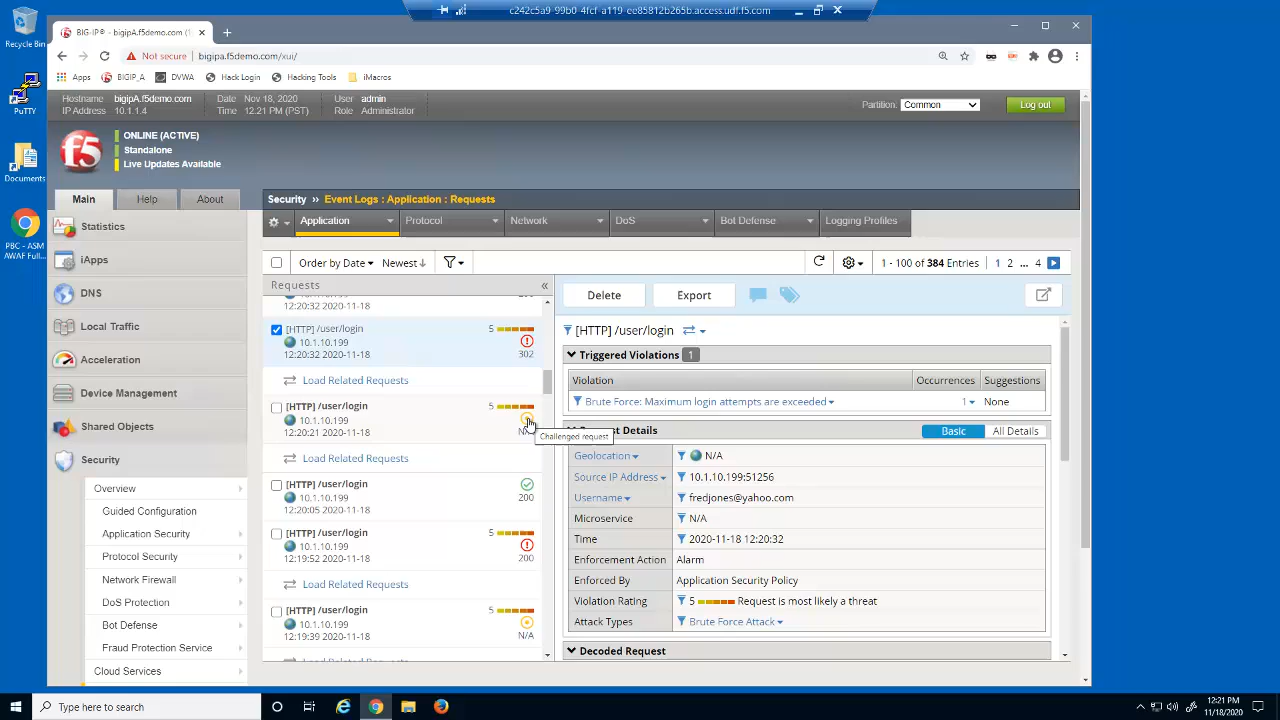 c242c5a9-99b0-4fcf-a119-ee85812b265b.access.udf.f5.com
Recycle Bin
PuTTY
Documents
PBC - ASM
AWAF Full...
BIG-IP® - bigipa.f5demo.com (1
Not secure
bigipa.f5demo.com/xui/
Apps
BIGIP_A
DVWA
Hack Login
Hacking Tools
iMacros
Hostname bigipA.f5demo.com
IP Address 10.1.1.4
Date Nov 18, 2020
Time 12:21 PM (PST)
User admin
Role Administrator
Partition: Common
Log out
f5
ONLINE (ACTIVE)
Standalone
Live Updates Available
Main
Help
About
Security » Event Logs : Application : Requests
Statistics
iApps
DNS
Local Traffic
Acceleration
Device Management
Shared Objects
Security
Overview
Guided Configuration
Application Security
Protocol Security
Network Firewall
DoS Protection
Bot Defense
Fraud Protection Service
Cloud Services
Application
Protocol
Network
DoS
Bot Defense
Logging Profiles
Order by Date
Newest
1 - 100 of 384 Entries
1 2 ... 4
Requests
12:20:32 2020-11-18
[HTTP] /user/login 5
10.1.10.199
12:20:32 2020-11-18 302
Load Related Requests
[HTTP] /user/login 5
10.1.10.199
12:20:21 2020-11-18
Challenged request
Load Related Requests
[HTTP] /user/login
10.1.10.199 200
12:20:05 2020-11-18
[HTTP] /user/login 5
10.1.10.199
12:19:52 2020-11-18 200
Load Related Requests
[HTTP] /user/login 5
10.1.10.199
12:19:39 2020-11-18 N/A
Load Related Requests
Delete
Export
[HTTP] /user/login
Triggered Violations 1
Violation Occurrences Suggestions
Brute Force: Maximum login attempts are exceeded 1 None
Details
Basic
All Details
Geolocation N/A
Source IP Address 10.1.10.199:51256
Username fredjones@yahoo.com
Microservice N/A
Time 2020-11-18 12:20:32
Enforcement Action Alarm
Enforced By Application Security Policy
Violation Rating 5 Request is most likely a threat
Attack Types Brute Force Attack
Decoded Request
Type here to search
12:21 PM
11/18/2020